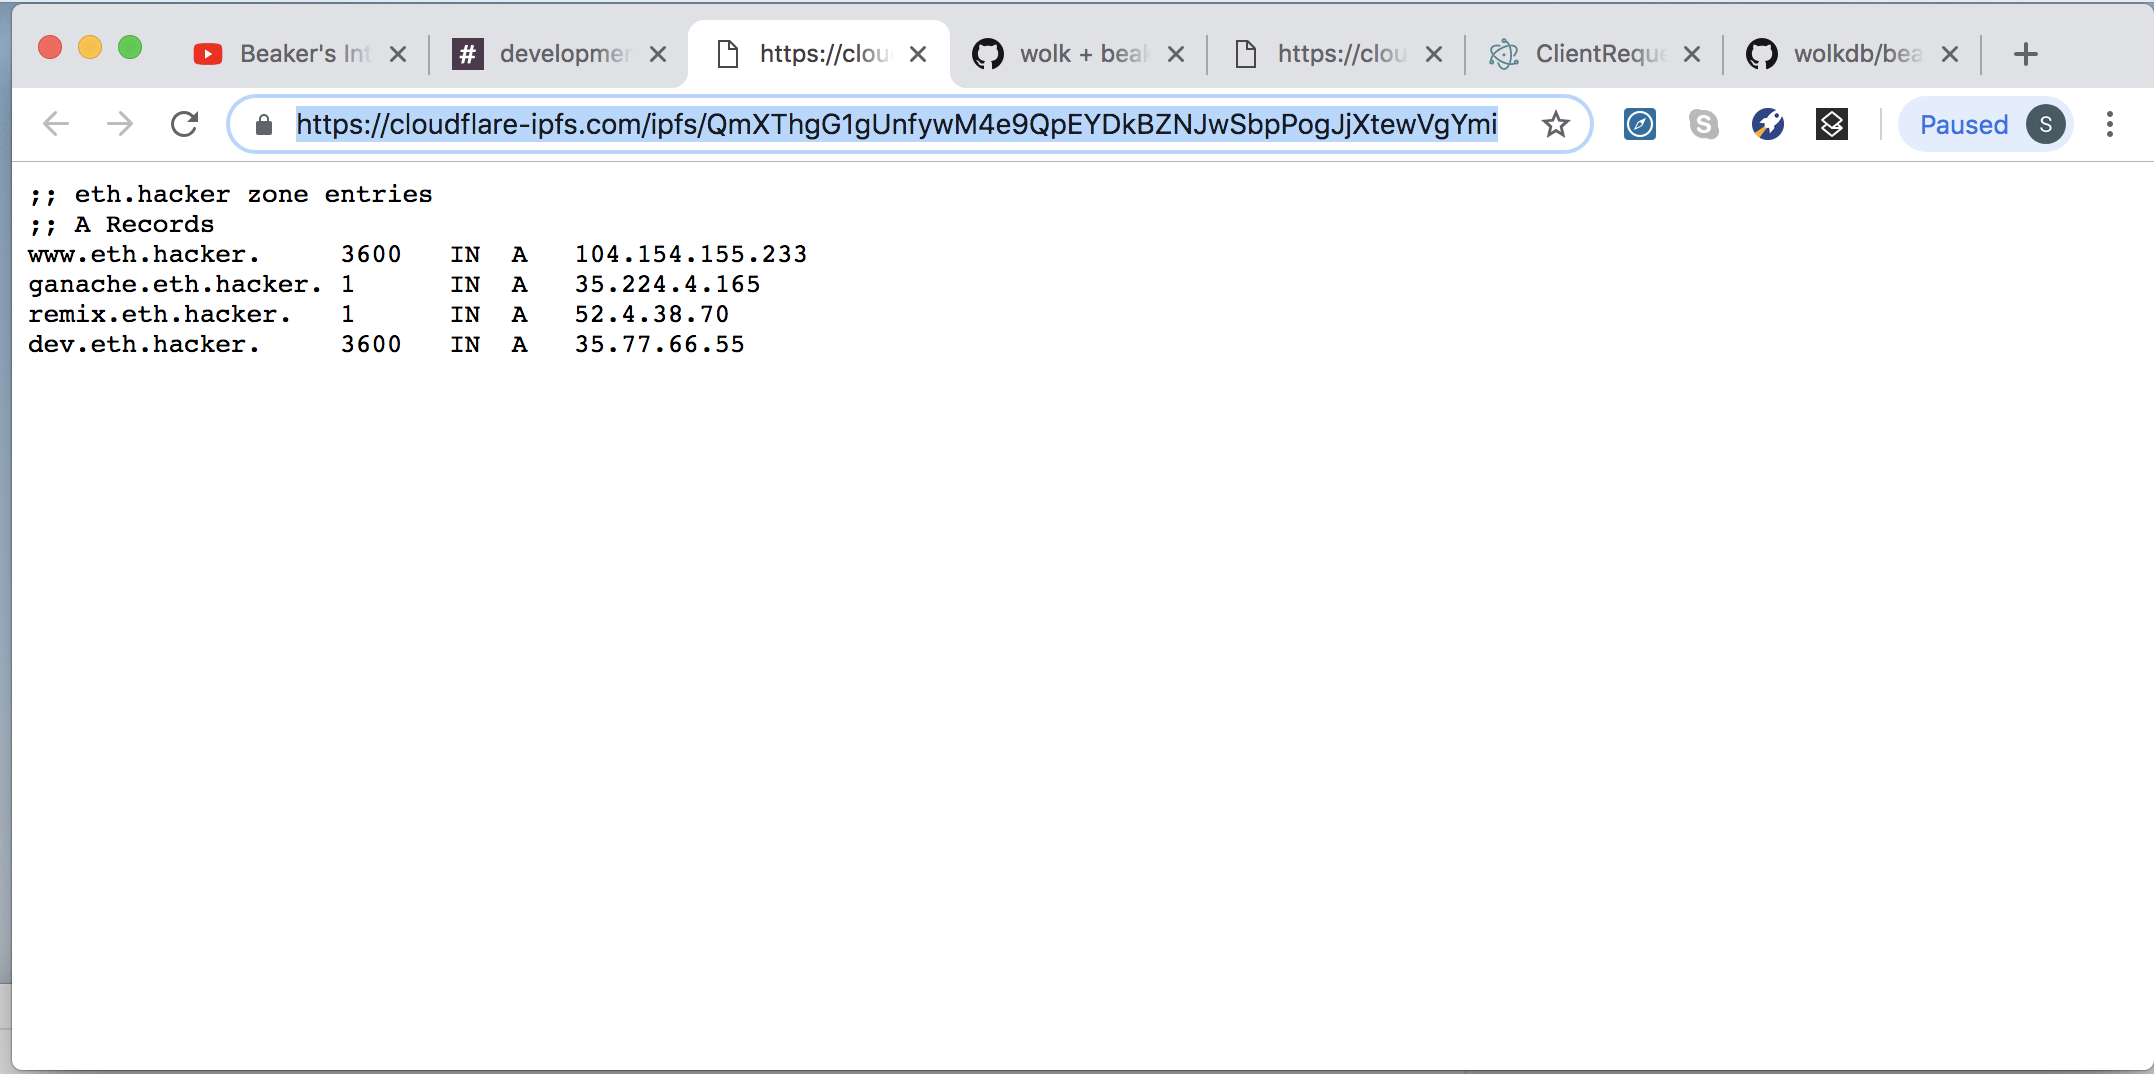 Beaker's Int
# developmer
https://clou
wolk + beak
https://clou
ClientReque
wolkdb/bea
https://cloudflare-ipfs.com/ipfs/QmXThgG1gUnfywM4e9QpEYDkBZNJwSbpPogJjXtewVgYmi
S
Paused
S
;; eth.hacker zone entries
;; A Records
www.eth.hacker. 3600 IN A 104.154.155.233
ganache.eth.hacker. 1 IN A 35.224.4.165
remix.eth.hacker. 1 IN A 52.4.38.70
dev.eth.hacker. 3600 IN A 35.77.66.55